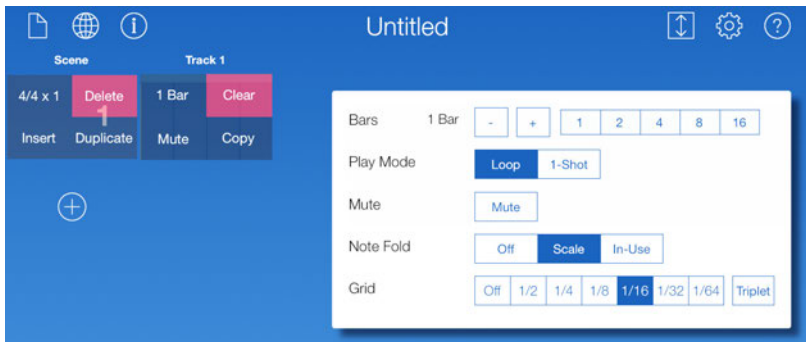 Untitled
Scene Track 1
4/4 x 1 Delete 1 Bar Clear
1
Insert Duplicate Mute Copy
Bars 1 Bar - + 1 2 4 8 16
Play Mode Loop 1-Shot
Mute Mute
Note Fold Off Scale In-Use
Grid Off 1/2 1/4 1/8 1/16 1/32 1/64 Triplet